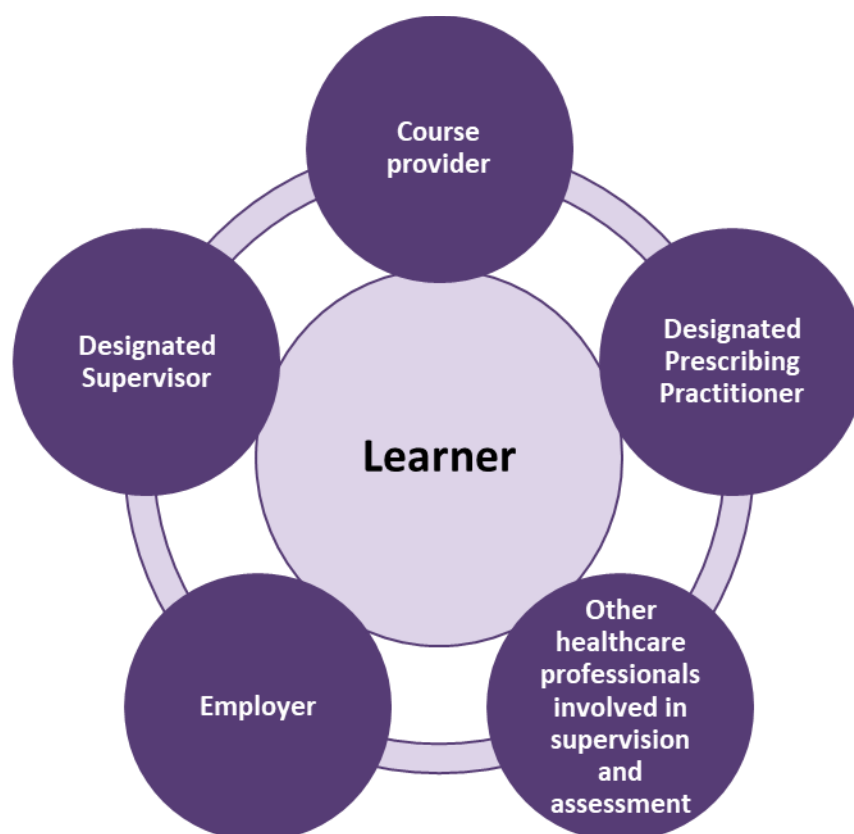 Course
provider
Designated
Supervisor
Designated
Prescribing
Practitioner
Learner
Employer
Other
healthcare
professionals
involved in
supervision
and
assessment